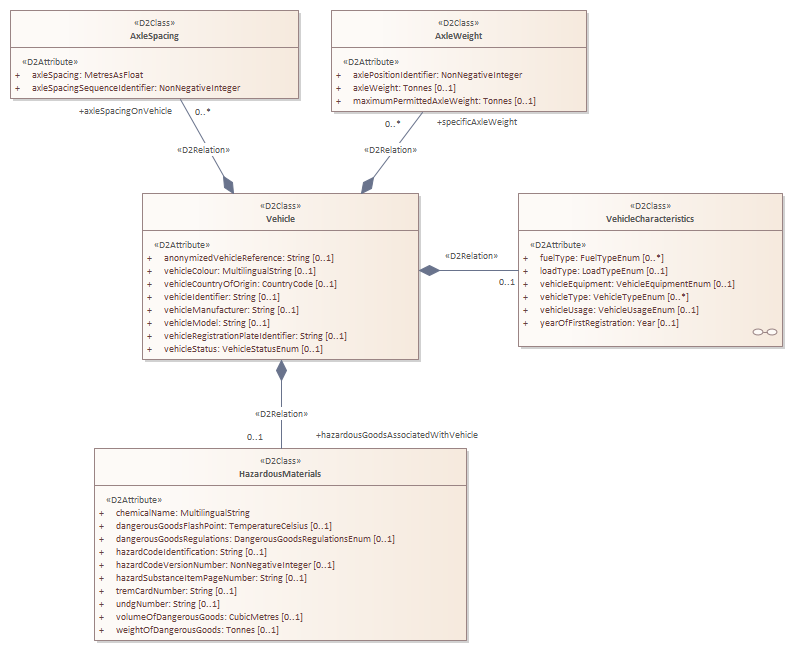 «D2Class»
AxleSpacing
«D2Attribute»
+ axleSpacing: MetresAsFloat
+ axleSpacingSequenceIdentifier: NonNegativeInteger
«D2Class»
AxleWeight
«D2Attribute»
+ axlePositionIdentifier: NonNegativeInteger
+ axleWeight: Tonnes [0..1]
+ maximumPermittedAxleWeight: Tonnes [0..1]
+axleSpacingOnVehicle
0..*
0..*
+specificAxleWeight
«D2Relation»
«D2Relation»
«D2Class»
Vehicle
«D2Attribute»
+ anonymizedVehicleReference: String [0..1]
+ vehicleColour: MultilingualString [0..1]
+ vehicleCountryOfOrigin: CountryCode [0..1]
+ vehicleIdentifier: String [0..1]
+ vehicleManufacturer: String [0..1]
+ vehicleModel: String [0..1]
+ vehicleRegistrationPlateIdentifier: String [0..1]
+ vehicleStatus: VehicleStatusEnum [0..1]
«D2Relation»
0..1
«D2Class»
VehicleCharacteristics
«D2Attribute»
+ fuelType: FuelTypeEnum [0..*]
+ loadType: LoadTypeEnum [0..1]
+ vehicleEquipment: VehicleEquipmentEnum [0..1]
+ vehicleType: VehicleTypeEnum [0..*]
+ vehicleUsage: VehicleUsageEnum [0..1]
+ yearOfFirstRegistration: Year [0..1]
«D2Relation»
0..1
+hazardousGoodsAssociatedWithVehicle
«D2Class»
HazardousMaterials
«D2Attribute»
+ chemicalName: MultilingualString
+ dangerousGoodsFlashPoint: TemperatureCelsius [0..1]
+ dangerousGoodsRegulations: DangerousGoodsRegulationsEnum [0..1]
+ hazardCodeIdentification: String [0..1]
+ hazardCodeVersionNumber: NonNegativeInteger [0..1]
+ hazardSubstanceItemPageNumber: String [0..1]
+ tremCardNumber: String [0..1]
+ undgNumber: String [0..1]
+ volumeOfDangerousGoods: CubicMetres [0..1]
+ weightOfDangerousGoods: Tonnes [0..1]